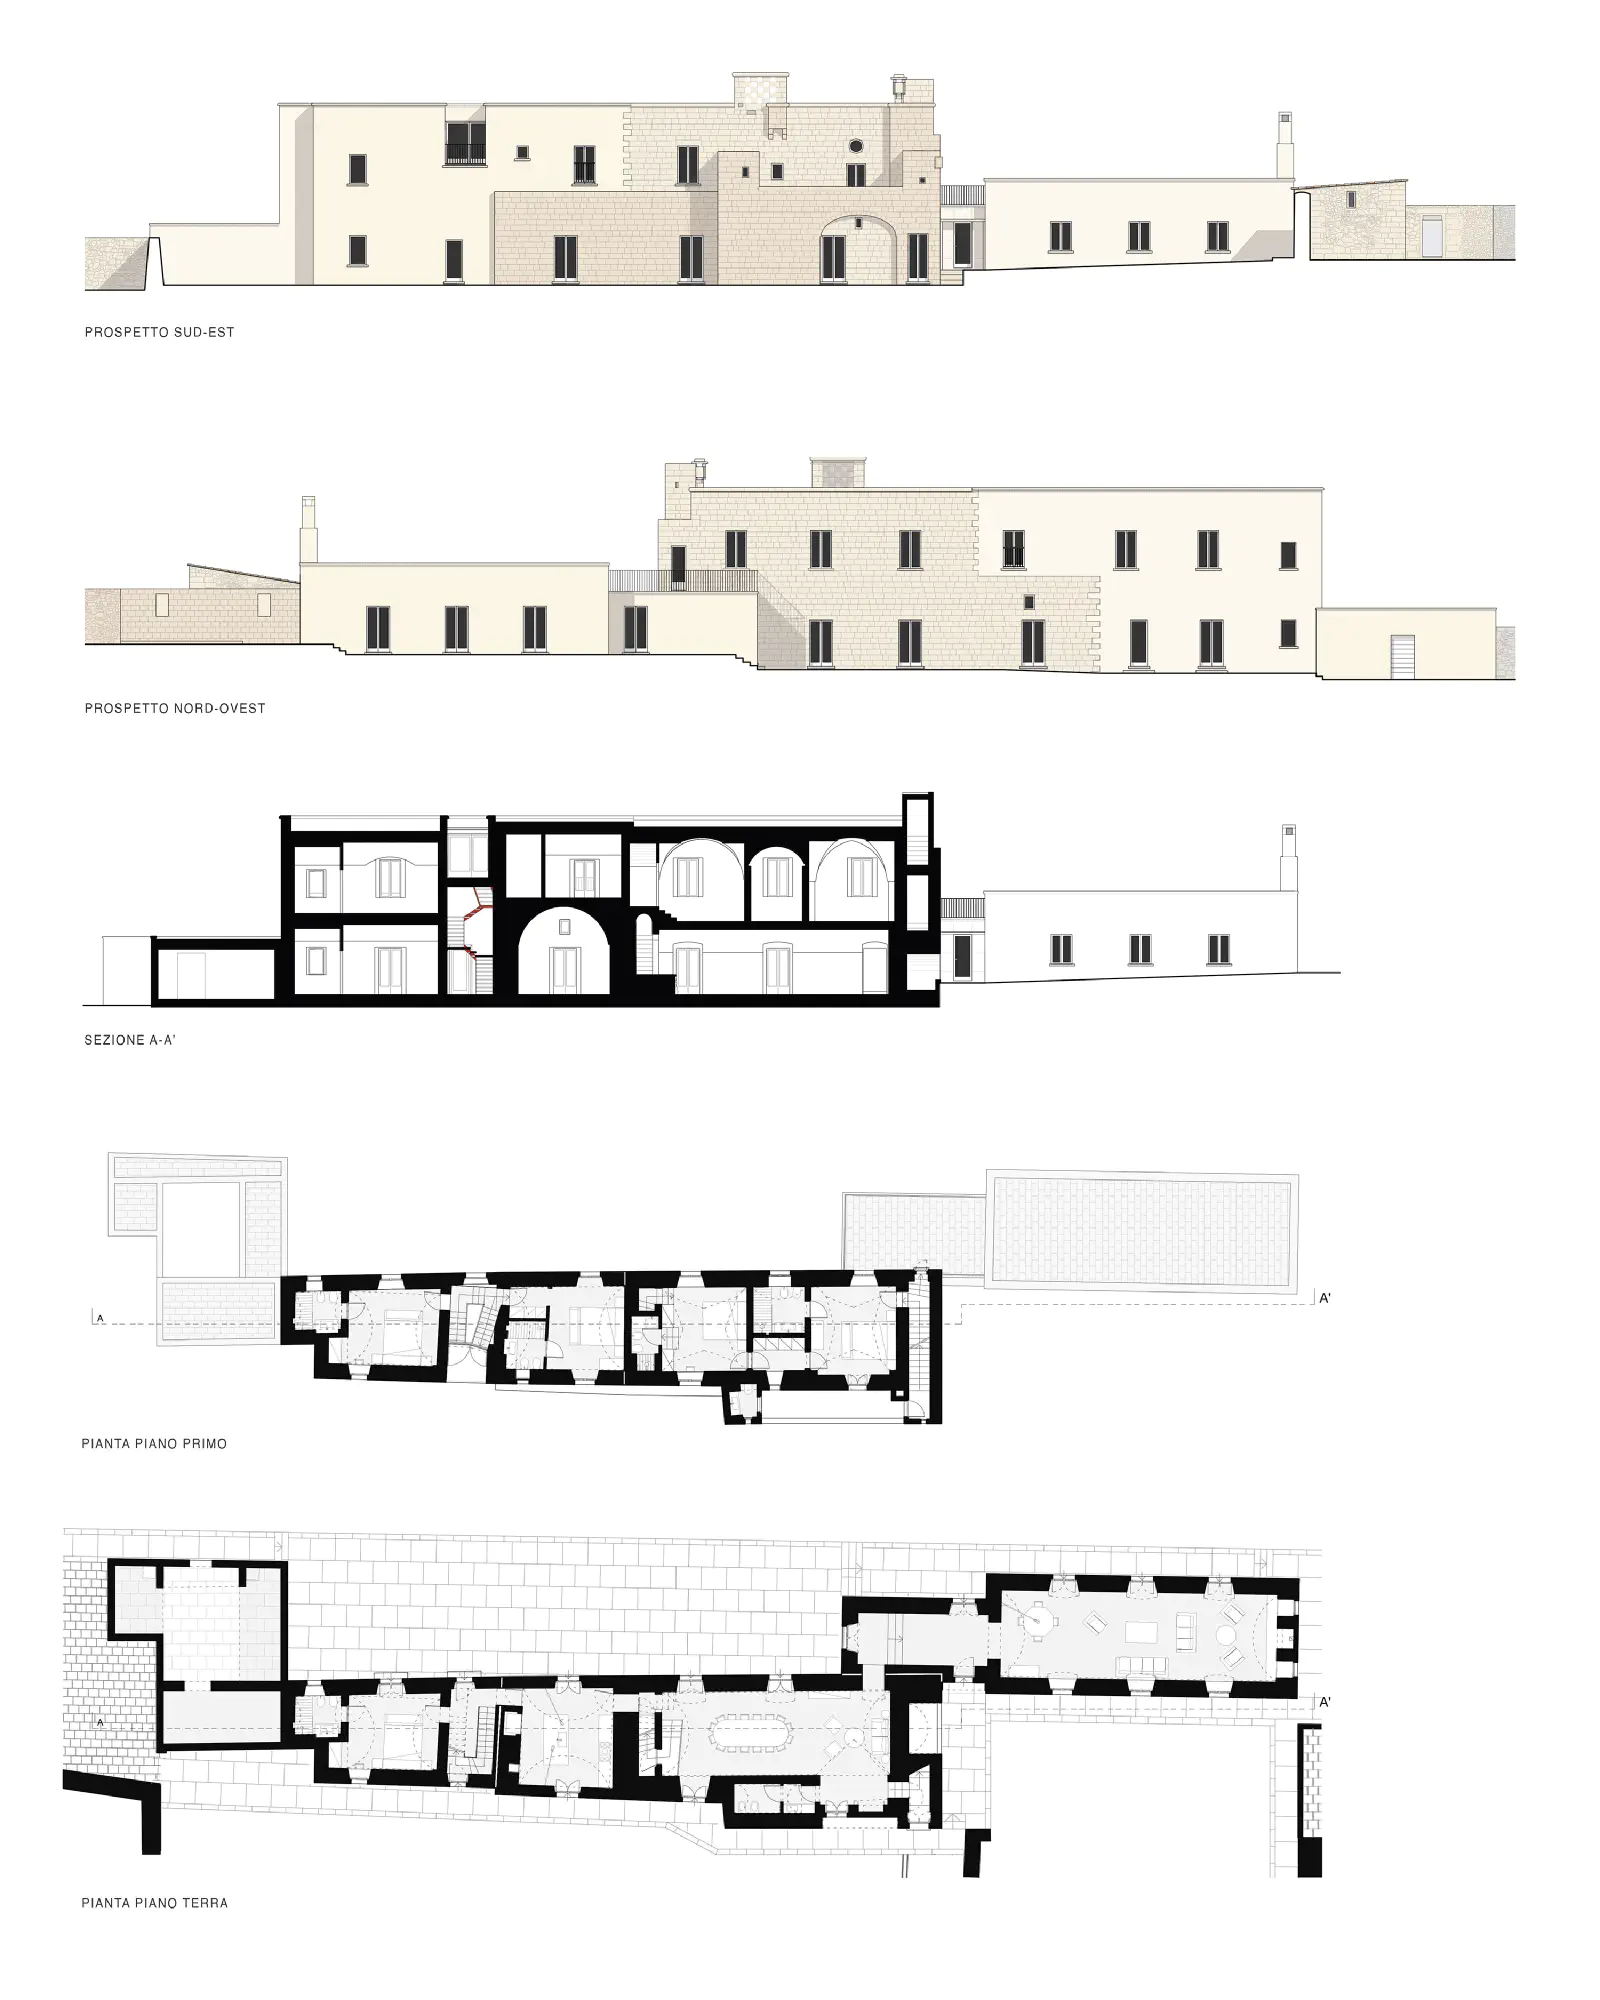 PROSPETTO SUD-EST
PROSPETTO NORD-OVEST
SEZIONE A-A'
A
A'
PIANTA PIANO PRIMO
A
A'
PIANTA PIANO TERRA